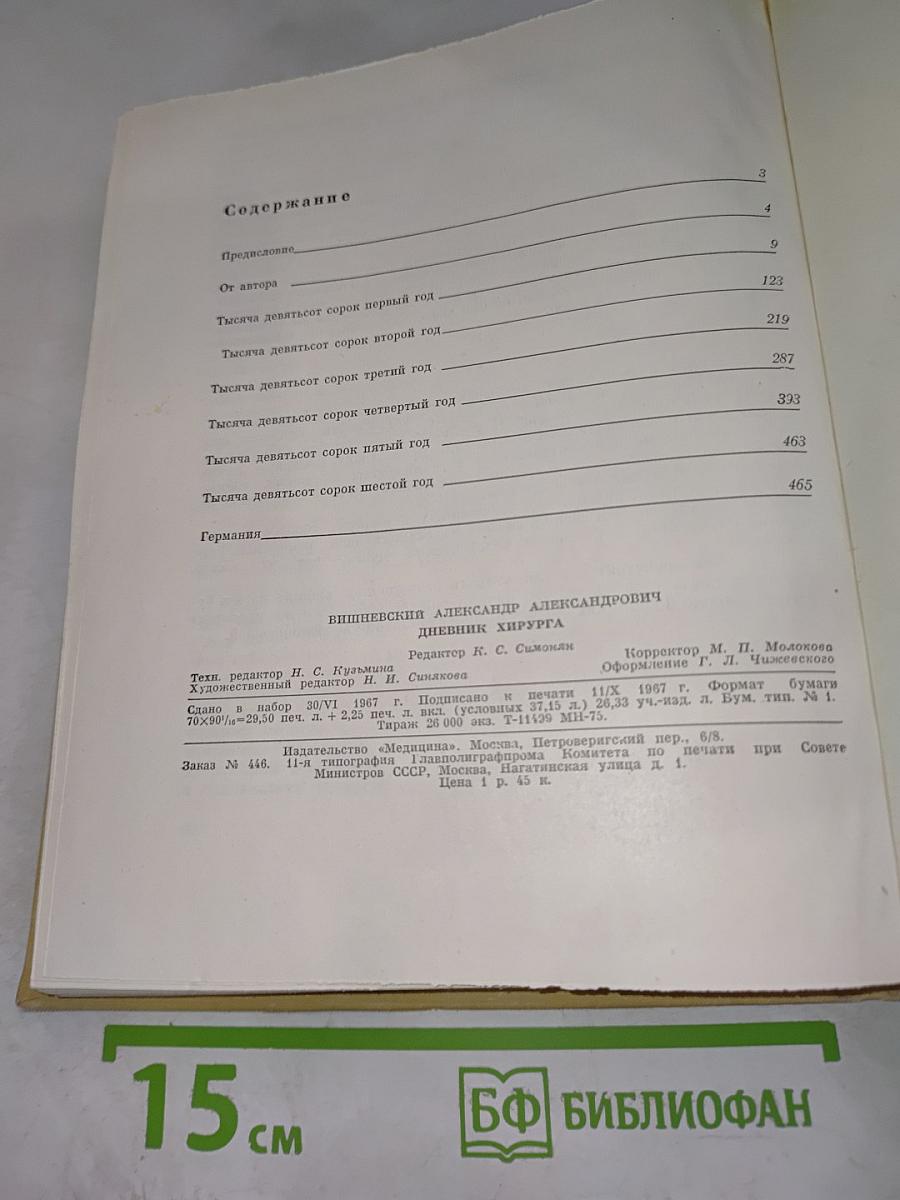 Содержание
Предисловие 3
От автора 4
Тысяча девятьсот сорок первый год 9
Тысяча девятьсот сорок второй год 123
Тысяча девятьсот сорок третий год 219
Тысяча девятьсот сорок четвертый год 287
Тысяча девятьсот сорок пятый год 393
Тысяча девятьсот сорок шестой год 463
Германия 465
ВИШНЕВСКИЙ АЛЕКСАНДР АЛЕКСАНДРОВИЧ
ДНЕВНИК ХИРУРГА
Редактор К. С. Симонян
Техн. редактор Н. С. Кузьмина Корректор М. П. Молокова
Художественный редактор Н. И. Синякова Оформление Г. Л. Чижевского
Сдано в набор 30/VI 1967 г. Подписано к печати 11/X 1967 г. Формат бумаги
70×90¹/₁₆=29,50 печ. л. + 2,25 печ. л. вкл. (условных 37,15 л.) 26,33 уч.-изд. л. Бум. тип. № 1.
Тираж 26 000 экз. Т-11499 МН-75.
Издательство «Медицина». Москва, Петроверигский пер., 6/8.
Заказ № 446. 11-я типография Главполиграфпрома Комитета по печати при Совете
Министров СССР, Москва, Нагатинская улица д. 1.
Цена 1 р. 45 к.
15 см
БФ БИБЛИОФАН